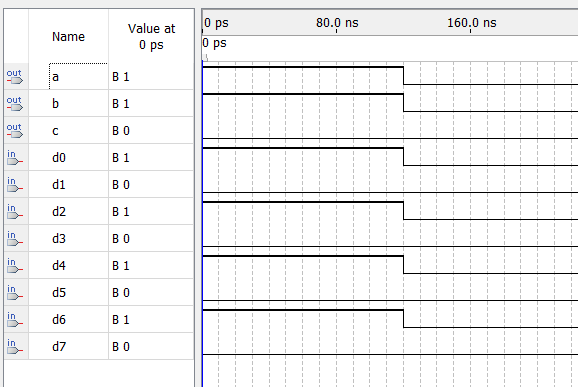 Name Value at 0 ps
0 ps 80.0 ns 160.0 ns
0 ps
out a B 1
out b B 1
out c B 0
in d0 B 1
in d1 B 0
in d2 B 1
in d3 B 0
in d4 B 1
in d5 B 0
in d6 B 1
in d7 B 0